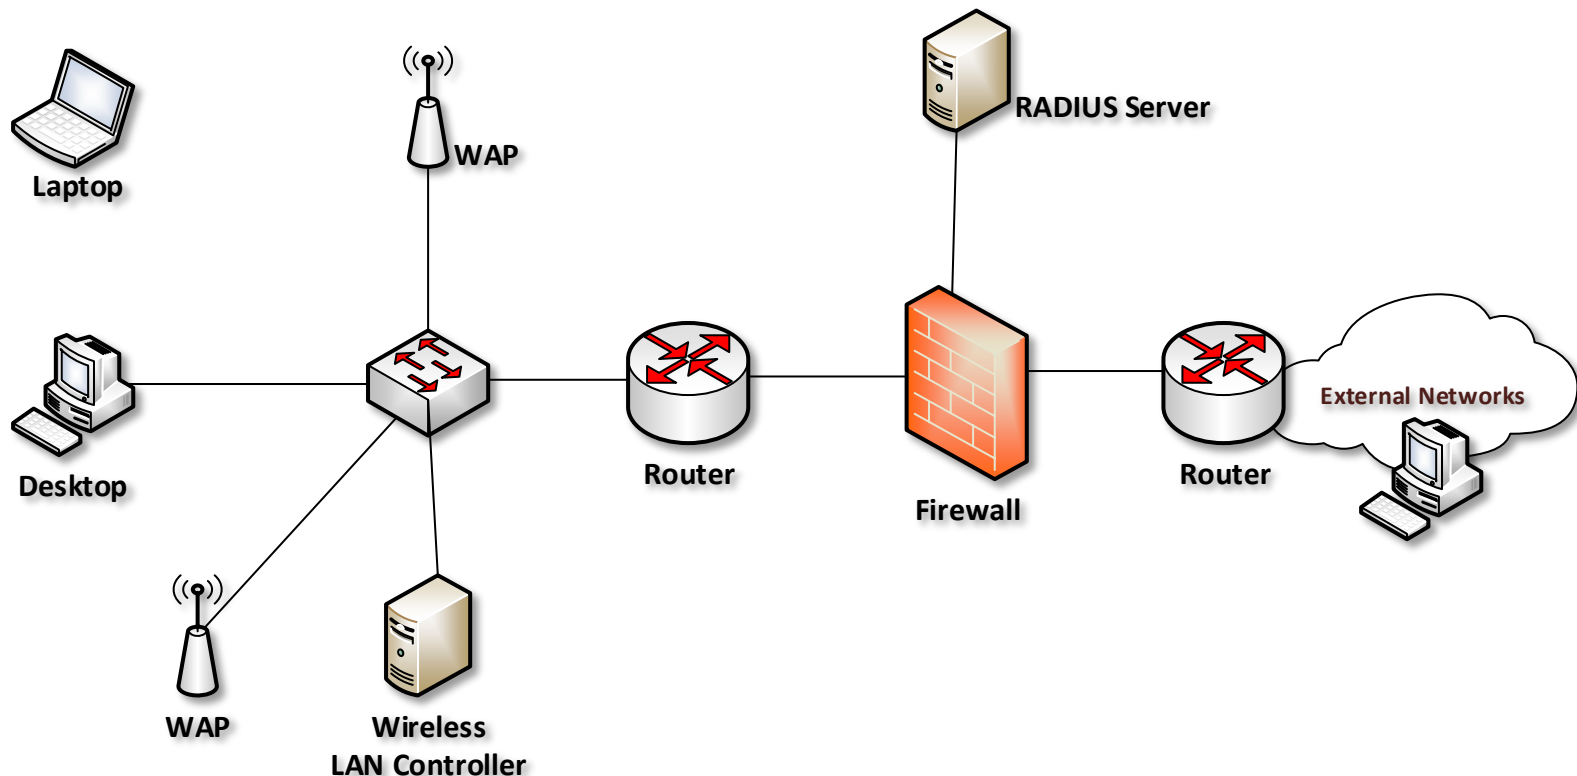 RADIUS Server
WAP
Laptop
External Networks
Router
Router
Desktop
Firewall
WAP
Wireless
LAN Controller